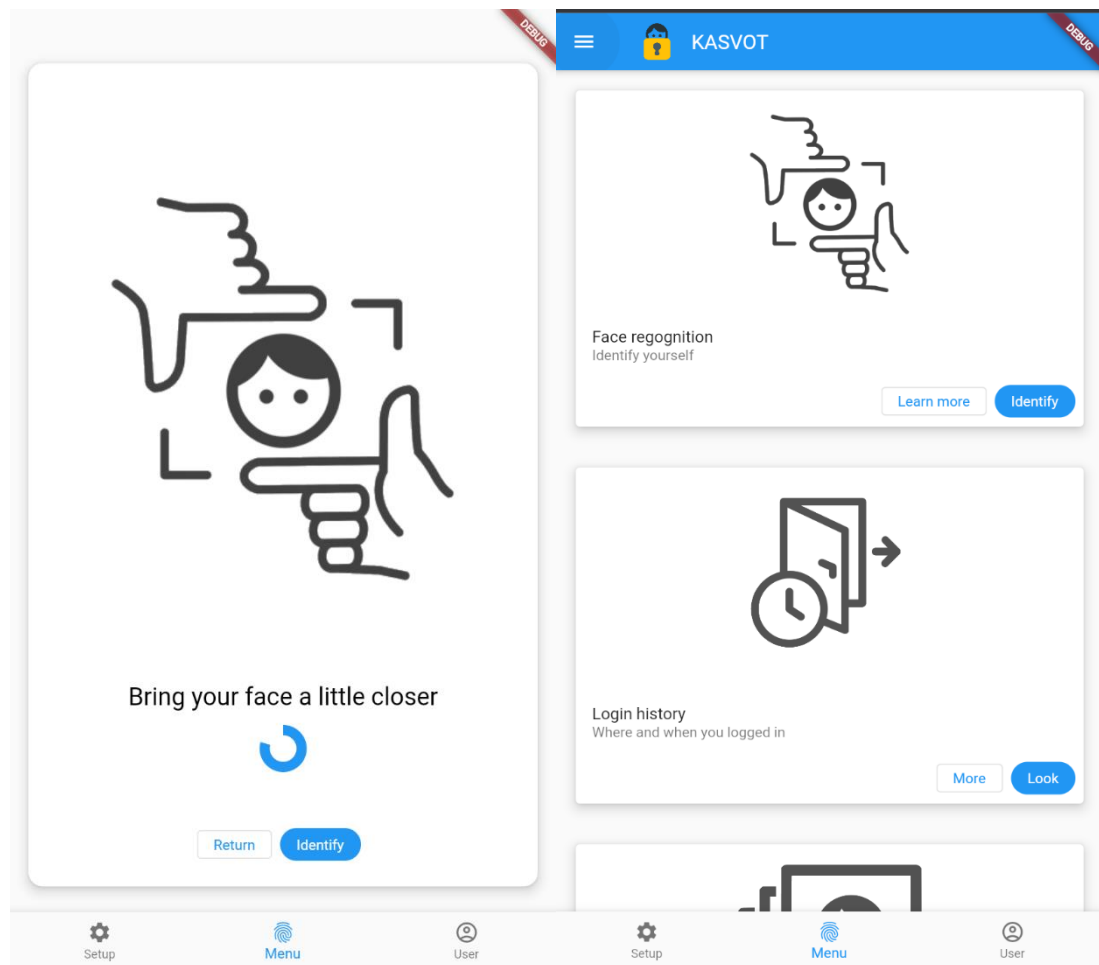 DEBUG
Bring your face a little closer
Return
Identify
Setup
Menu
User
KASVOT
DEBUG
Face regognition
Identify yourself
Learn more
Identify
Login history
Where and when you logged in
More
Look
Setup
Menu
User